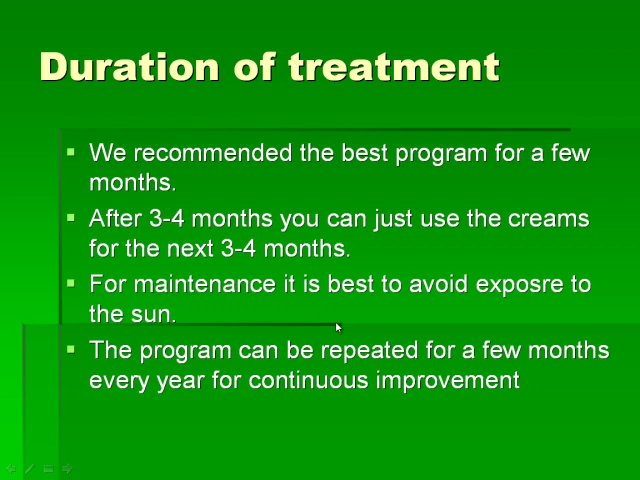 Duration of treatment
We recommended the best program for a few
months.
After 3-4 months you can just use the creams
for the next 3-4 months.
For maintenance it is best to avoid exposre to
the sun.
The program can be repeated for a few months
every year for continuous improvement